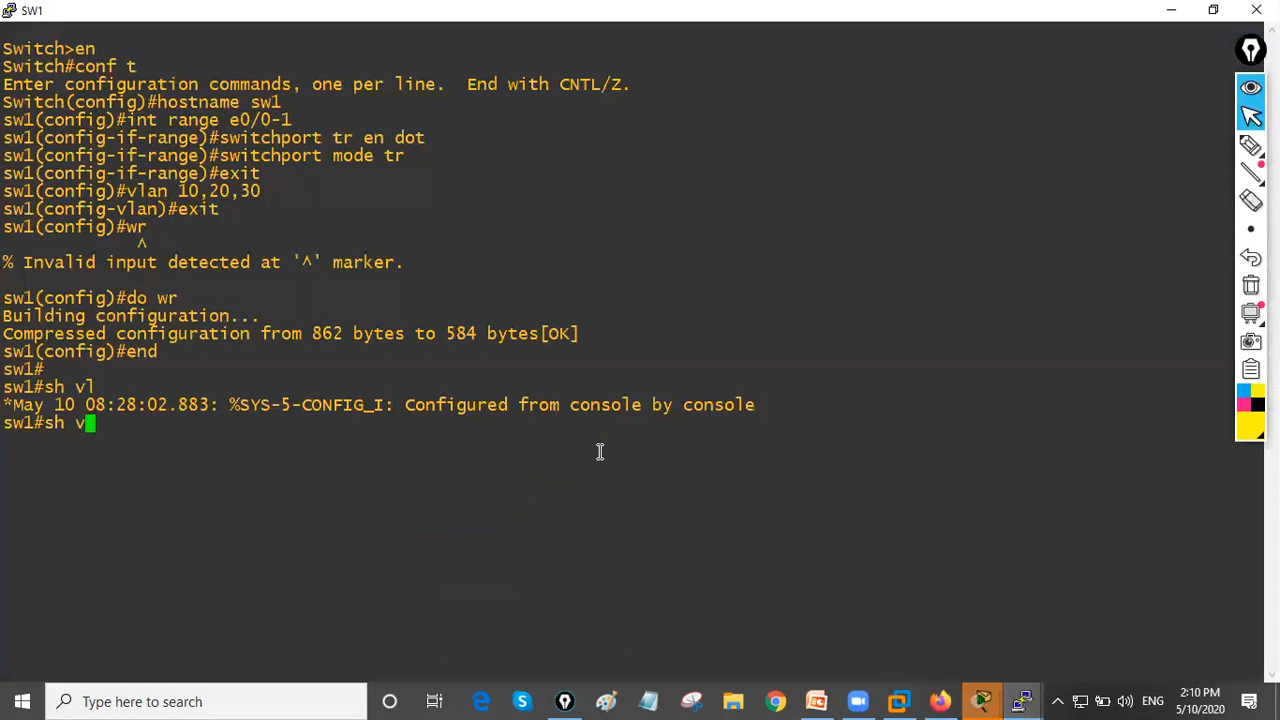 SW1
Switch>en
Switch#conf t
Enter configuration commands, one per line.  End with CNTL/Z.
Switch(config)#hostname sw1
sw1(config)#int range e0/0-1
sw1(config-if-range)#switchport tr en dot
sw1(config-if-range)#switchport mode tr
sw1(config-if-range)#exit
sw1(config)#vlan 10,20,30
sw1(config-vlan)#exit
sw1(config)#wr
^
% Invalid input detected at '^' marker.
sw1(config)#do wr
Building configuration...
Compressed configuration from 862 bytes to 584 bytes[OK]
sw1(config)#end
sw1#
sw1#sh vl
*May 10 08:28:02.883: %SYS-5-CONFIG_I: Configured from console by console
sw1#sh v
Type here to search
ENG
2:10 PM
5/10/2020